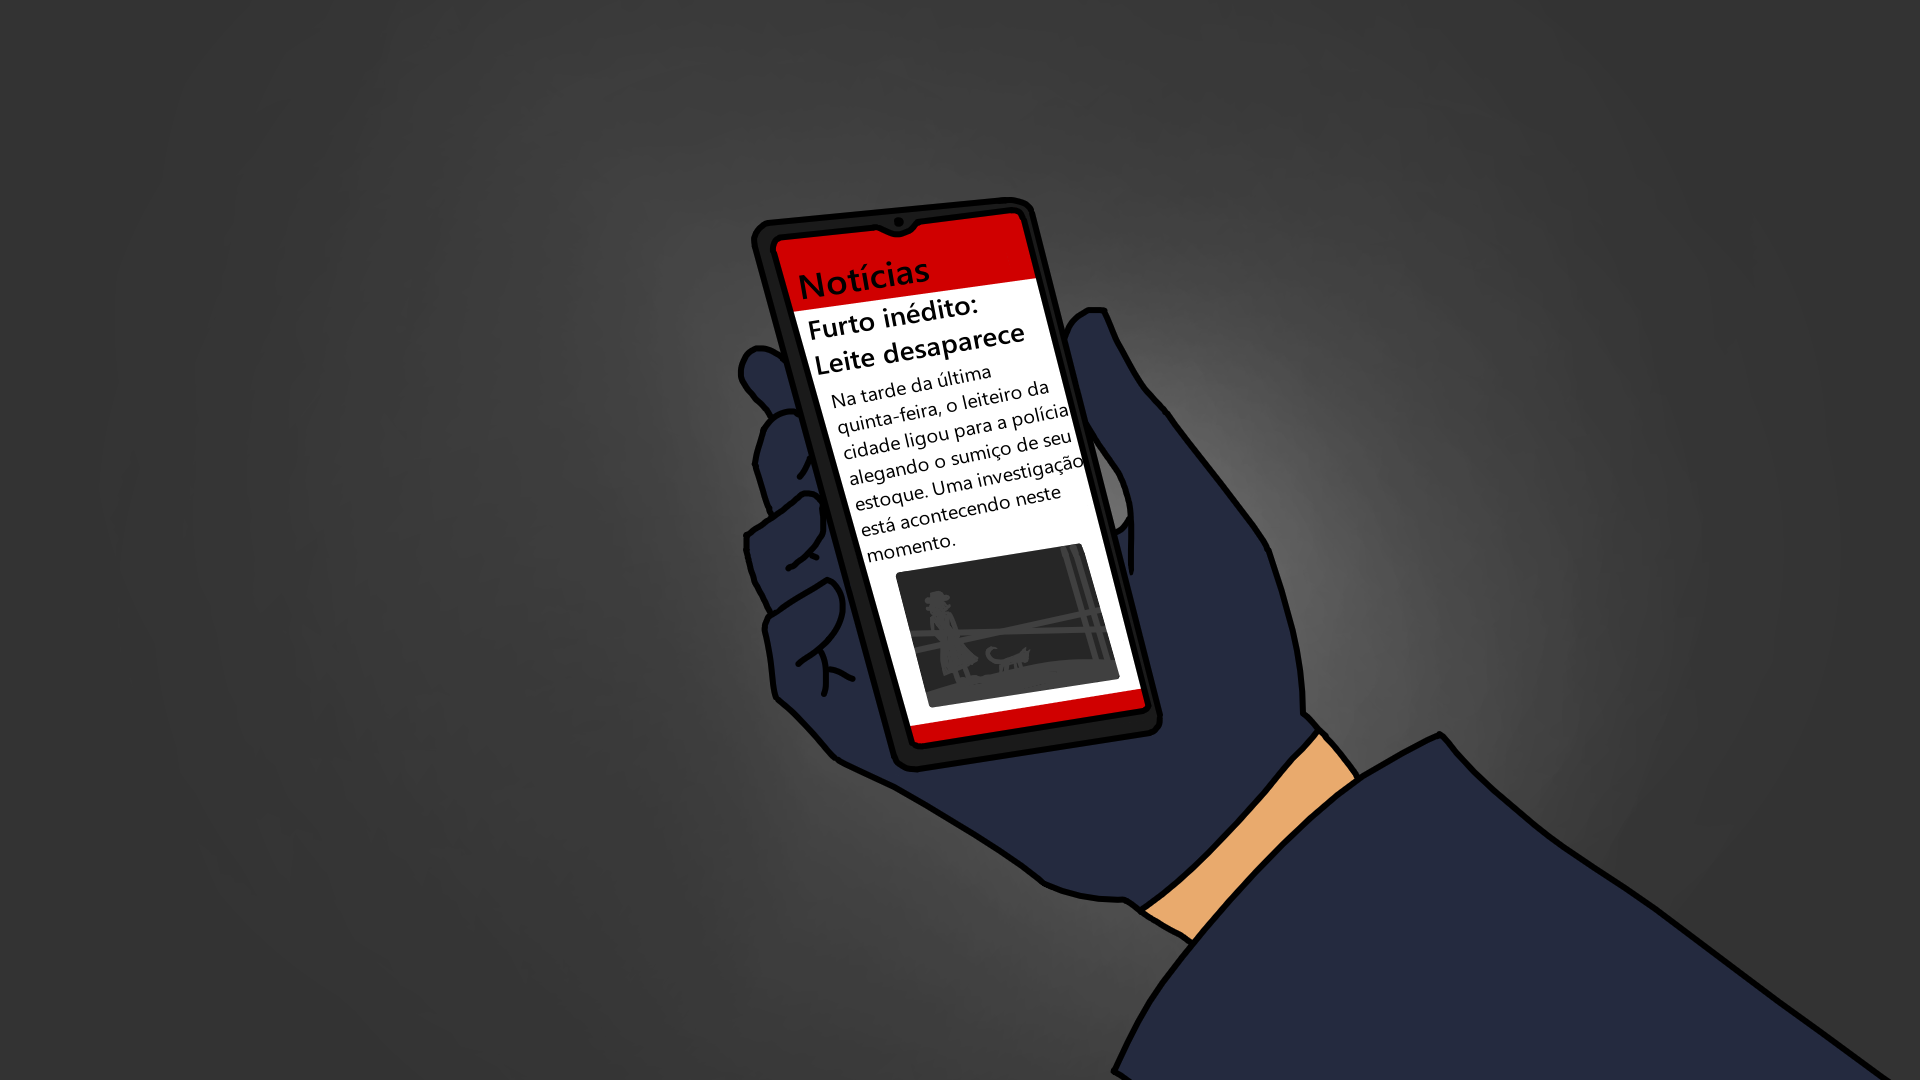 Notícias
Furto inédito:
Leite desaparece
Na tarde da última
quinta-feira, o leiteiro da
cidade ligou para a polícia
alegando o sumiço de seu
estoque. Uma investigação
está acontecendo neste
momento.